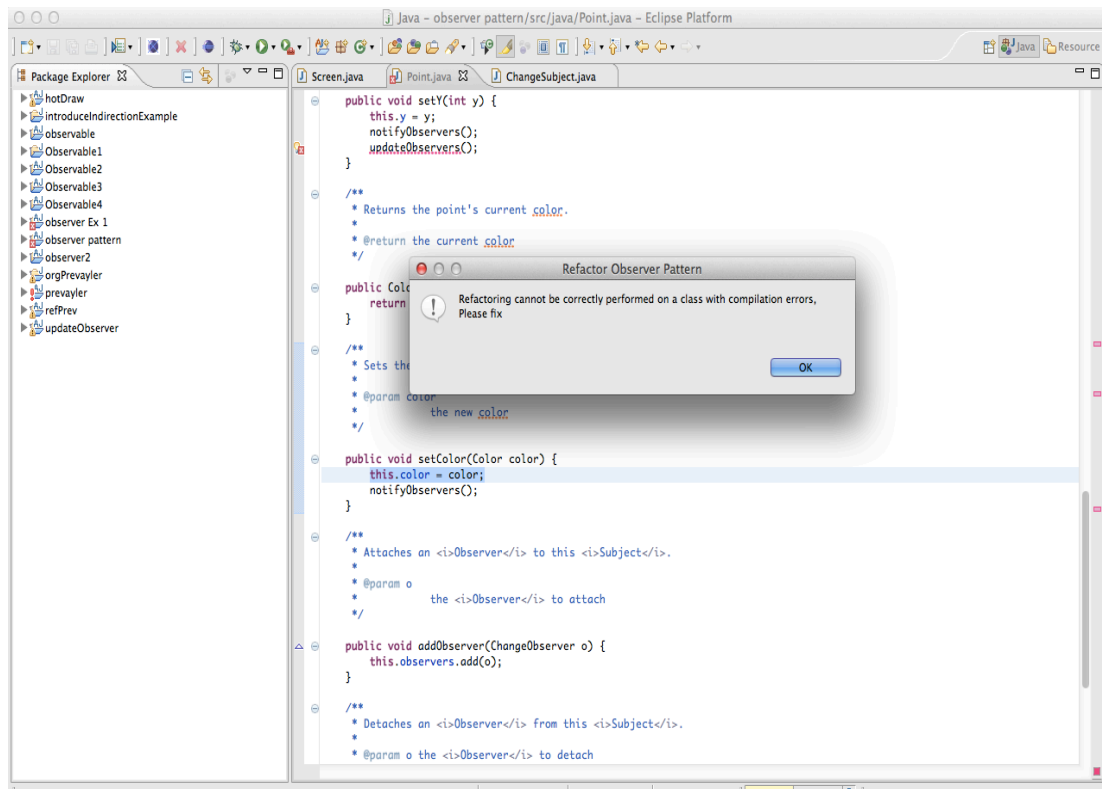 Java – observer pattern/src/java/Point.java – Eclipse Platform
Java Resource
Package Explorer
Screen.java Point.java ChangeSubject.java
hotDraw
introduceIndirectionExample
observable
Observable1
Observable2
Observable3
Observable4
observer Ex 1
observer pattern
observer2
orgPrevayler
prevayler
refPrev
updateObserver
public void setY(int y) {
this.y = y;
notifyObservers();
updateObservers();
}
/**
* Returns the point's current color.
*
* @return the current color
*/
public Colo
return
}
/**
* Sets the
*
* @param color
* the new color
*/
public void setColor(Color color) {
this.color = color;
notifyObservers();
}
/**
* Attaches an <i>Observer</i> to this <i>Subject</i>.
*
* @param o
* the <i>Observer</i> to attach
*/
public void addObserver(ChangeObserver o) {
this.observers.add(o);
}
/**
* Detaches an <i>Observer</i> from this <i>Subject</i>.
*
* @param o the <i>Observer</i> to detach
Refactor Observer Pattern
Refactoring cannot be correctly performed on a class with compilation errors,
Please fix
OK